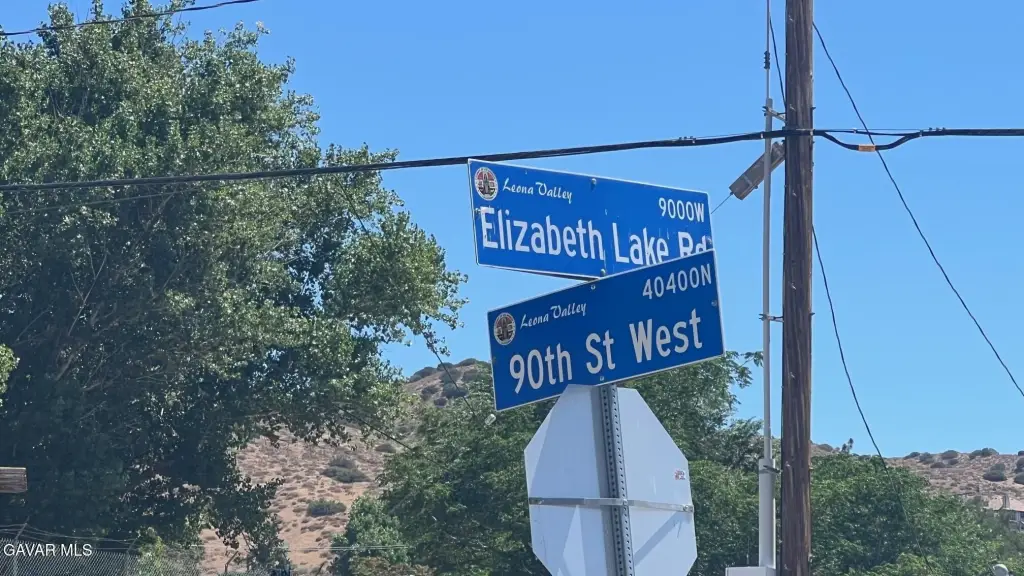 Leona Valley
9000W
Elizabeth Lake Rd
40400N
Leona Valley
90th St West
GAVAR MLS